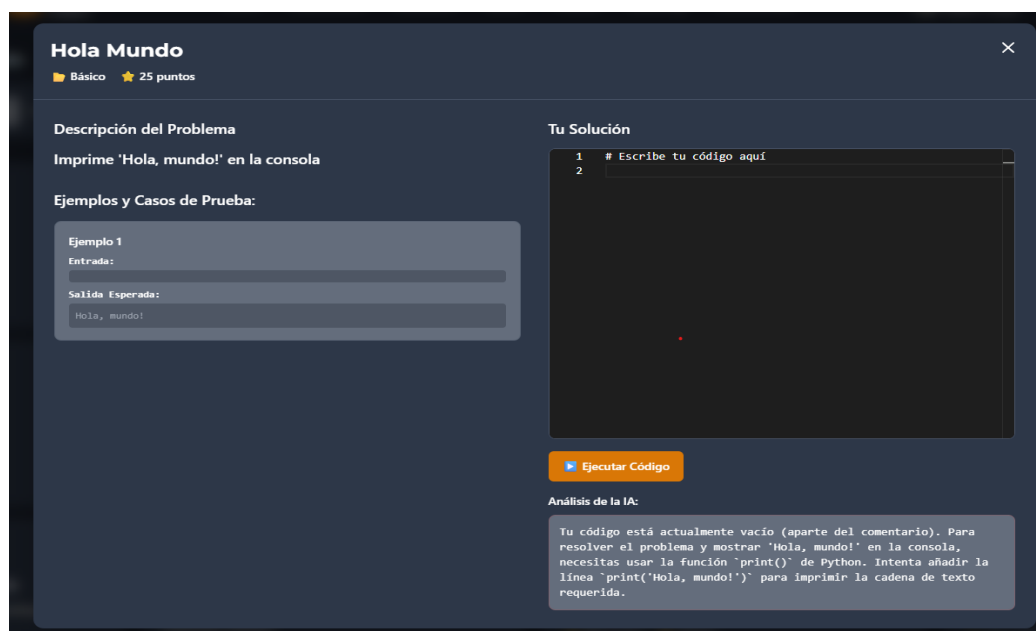 Hola Mundo
Básico 25 puntos
Descripción del Problema
Imprime 'Hola, mundo!' en la consola
Ejemplos y Casos de Prueba:
Ejemplo 1
Entrada:
Salida Esperada:
Hola, mundo!
Tu Solución
1 # Escribe tu código aquí
2
Ejecutar Código
Análisis de la IA:
Tu código está actualmente vacío (aparte del comentario). Para
resolver el problema y mostrar 'Hola, mundo!' en la consola,
necesitas usar la función `print()` de Python. Intenta añadir la
línea `print('Hola, mundo!')` para imprimir la cadena de texto
requerida.